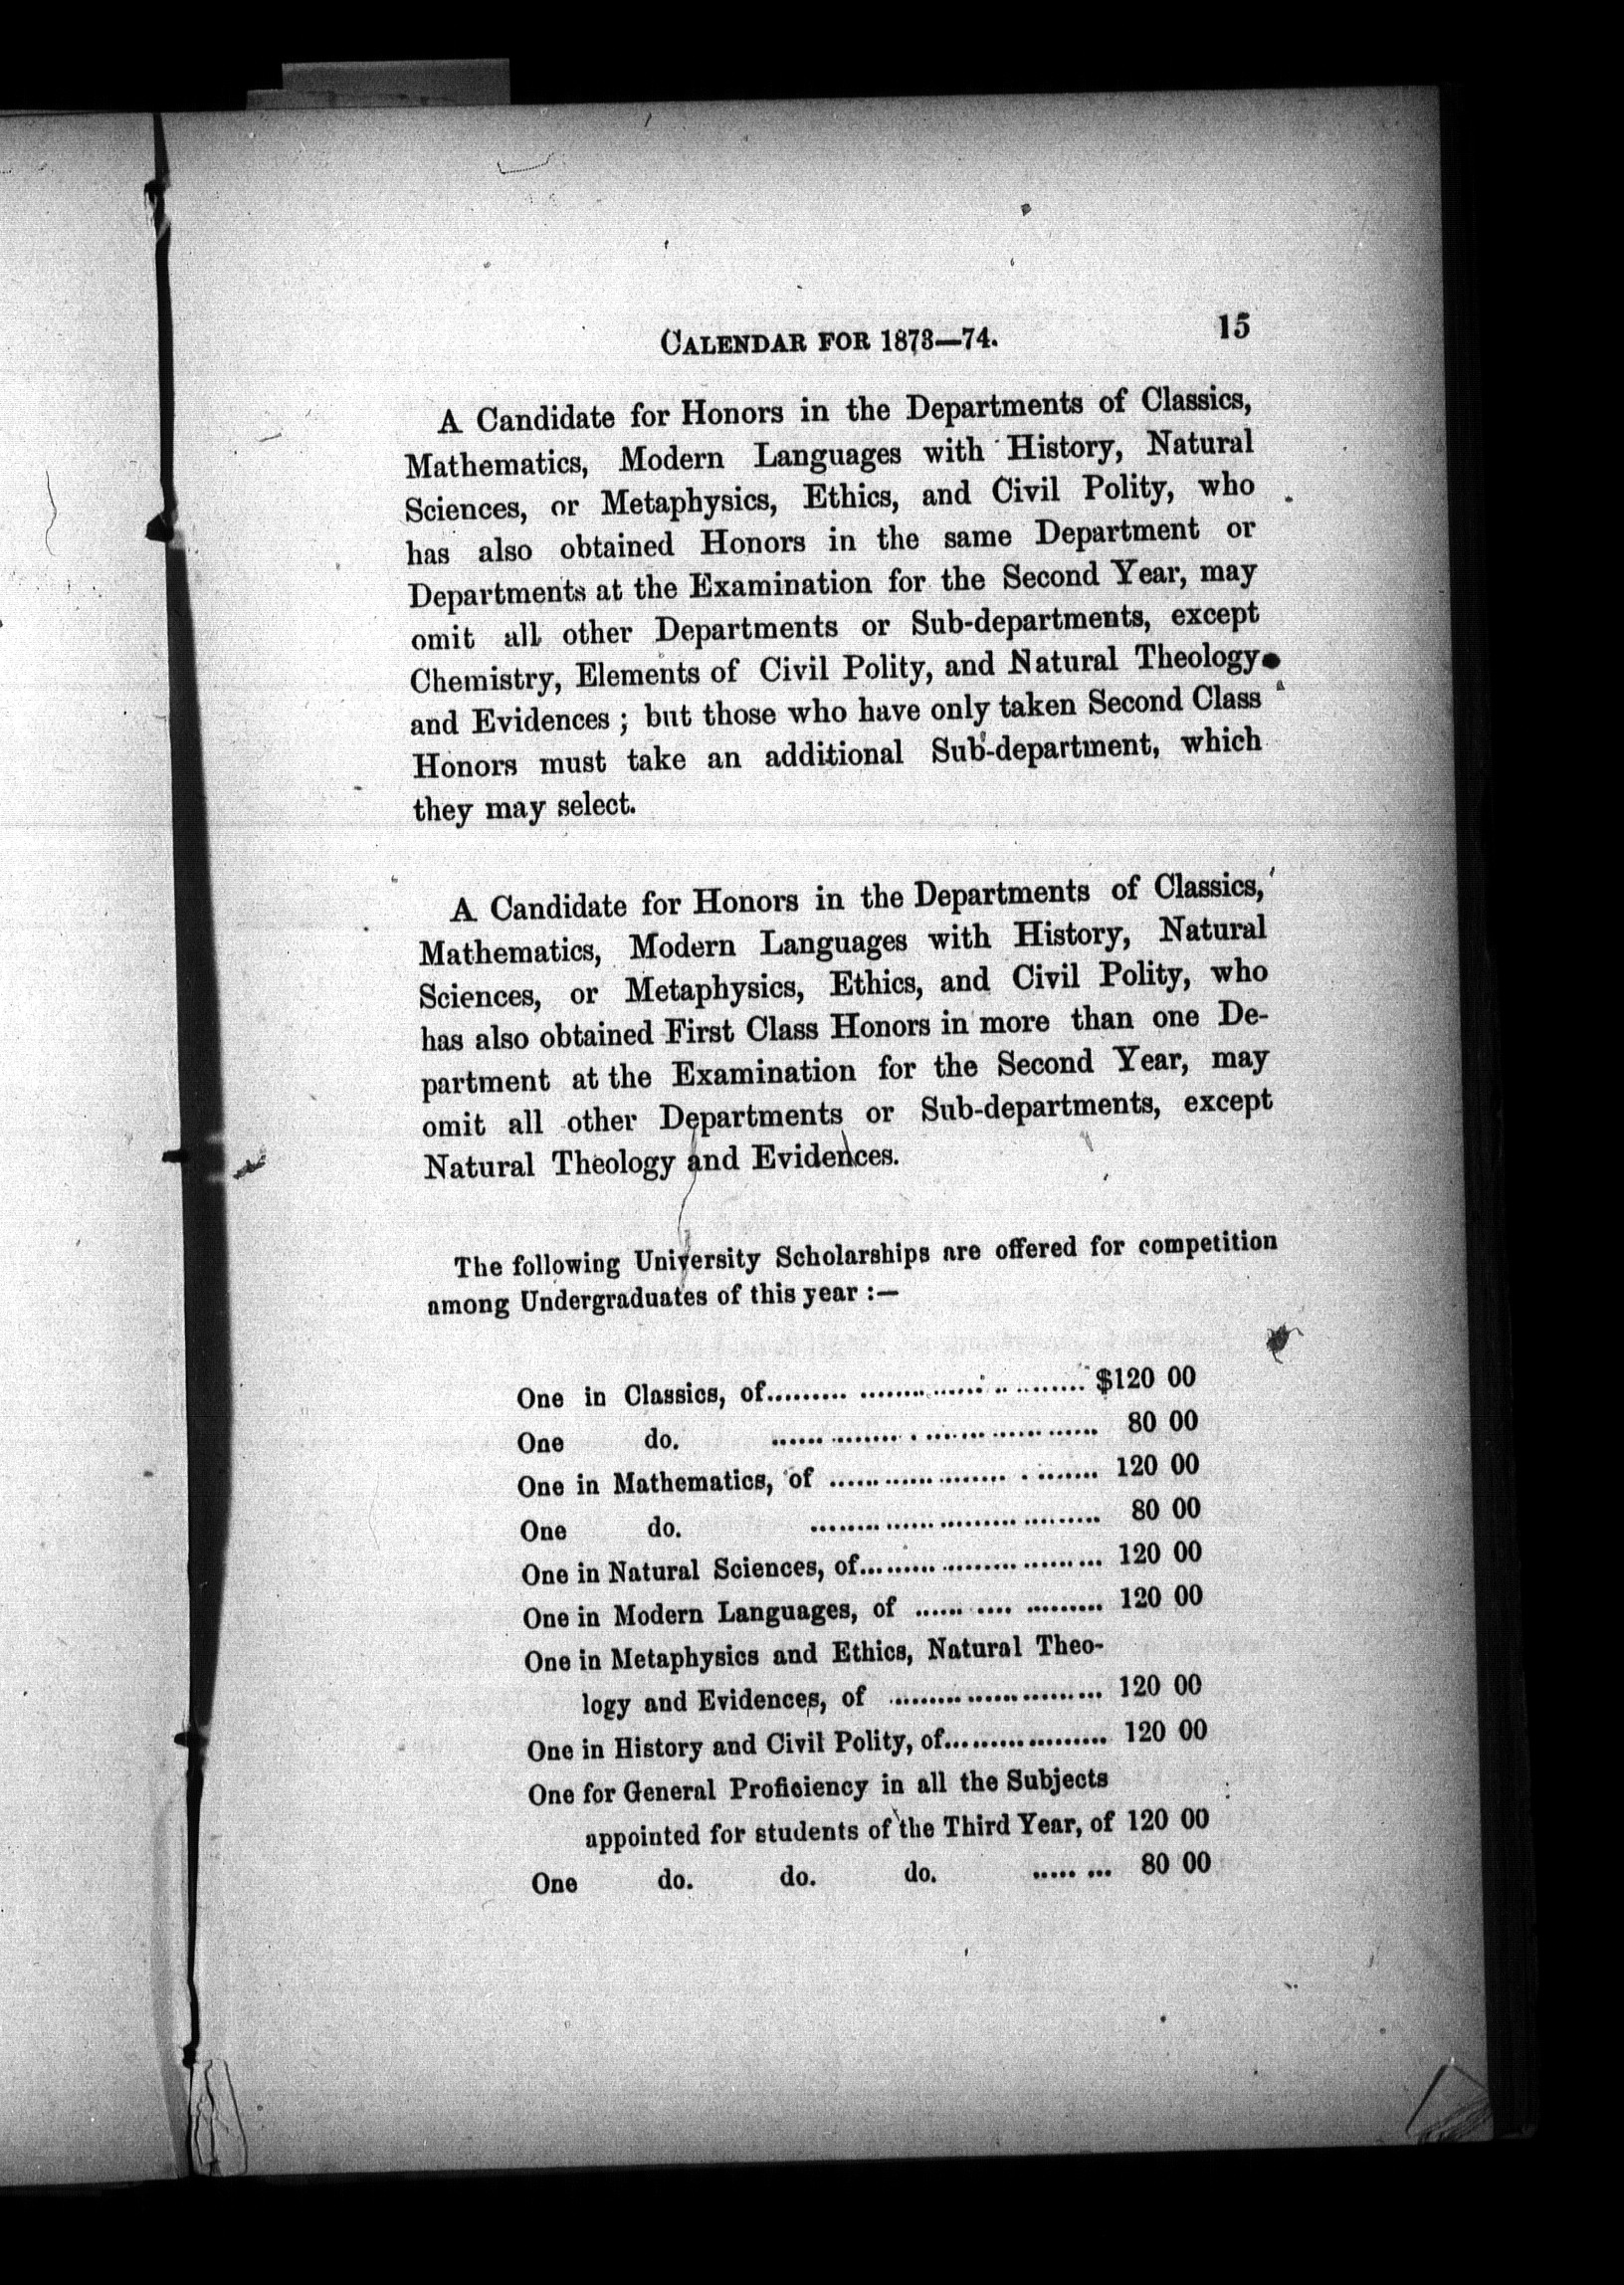 CALENDAR FOR 1873—74. 15
A Candidate for Honors in the Departments of Classics,
Mathematics, Modern Languages with History, Natural
Sciences, or Metaphysics, Ethics, and Civil Polity, who
has also obtained Honors in the same Department or
Departments at the Examination for the Second Year, may
omit all other Departments or Sub-departments, except
Chemistry, Elements of Civil Polity, and Natural Theology
and Evidences ; but those who have only taken Second Class
Honors must take an additional Sub-department, which
they may select.
A Candidate for Honors in the Departments of Classics,
Mathematics, Modern Languages with History, Natural
Sciences, or Metaphysics, Ethics, and Civil Polity, who
has also obtained First Class Honors in more than one De-
partment at the Examination for the Second Year, may
omit all other Departments or Sub-departments, except
Natural Theology and Evidences.
The following University Scholarships are offered for competition
among Undergraduates of this year :—
One in Classics, of.............................. $120 00
One do. .............................. 80 00
One in Mathematics, of .............................. 120 00
One do. .............................. 80 00
One in Natural Sciences, of.......................... 120 00
One in Modern Languages, of ................... 120 00
One in Metaphysics and Ethics, Natural Theo-
logy and Evidences, of ........................ 120 00
One in History and Civil Polity, of.................. 120 00
One for General Proficiency in all the Subjects
appointed for students of the Third Year, of 120 00
One do. do. do. ......... 80 00